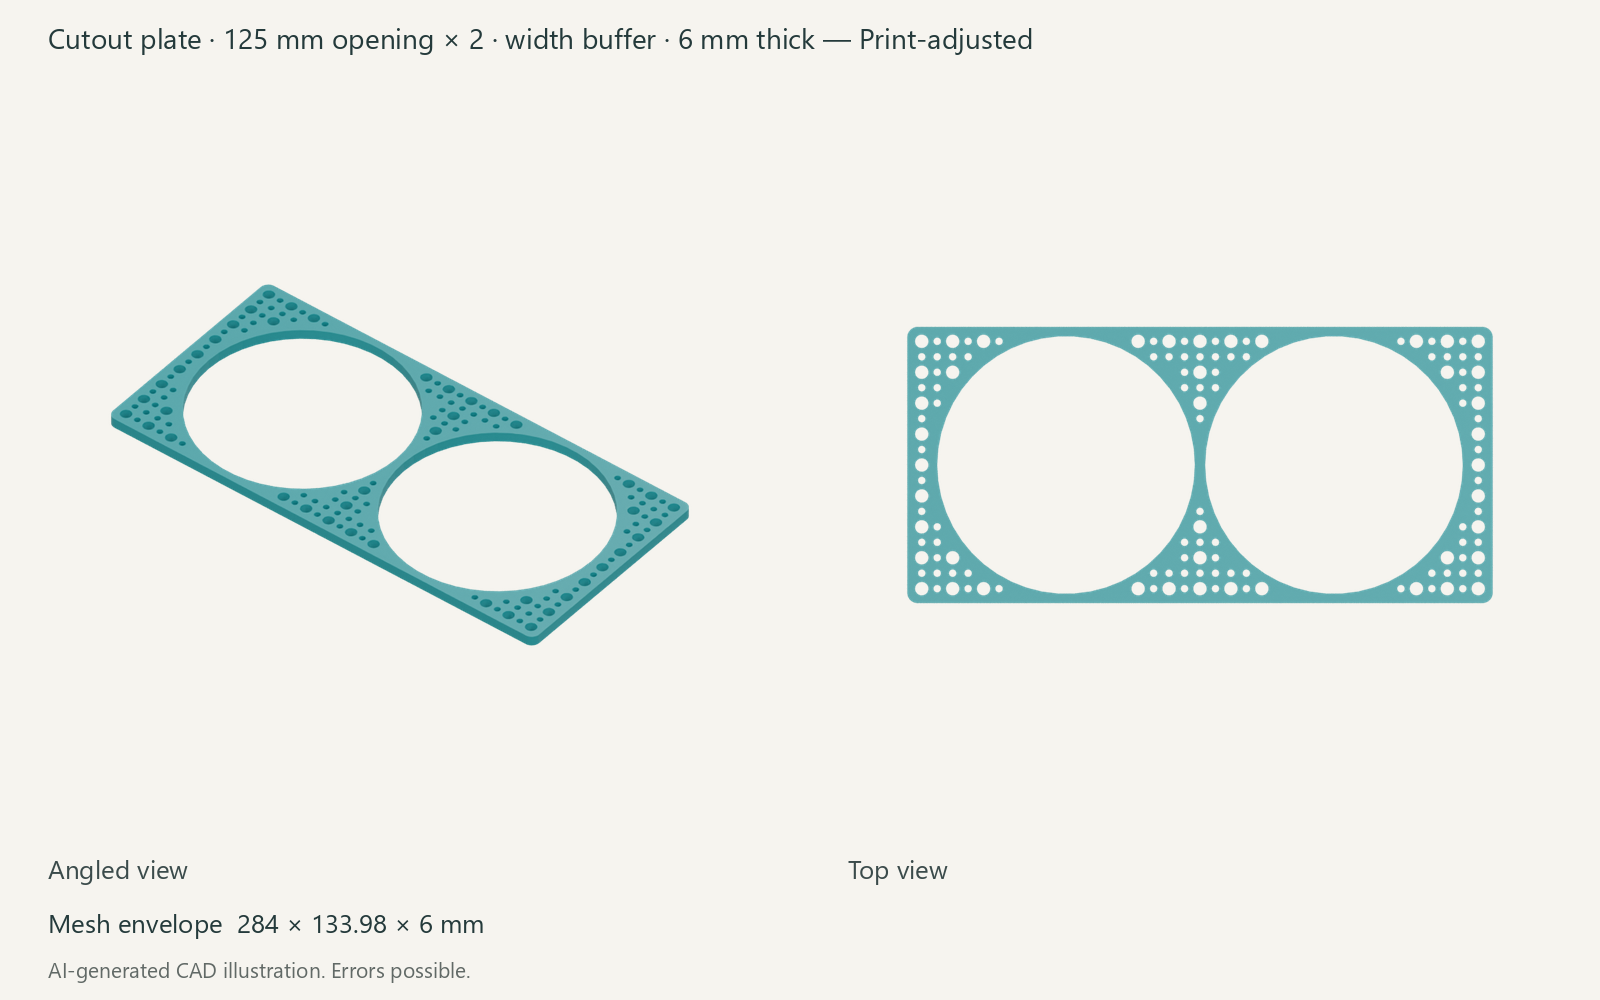 Cutout plate · 125 mm opening × 2 · width buffer · 6 mm thick — Print-adjusted
Angled view
Top view
Mesh envelope 284 × 133.98 × 6 mm
AI-generated CAD illustration. Errors possible.